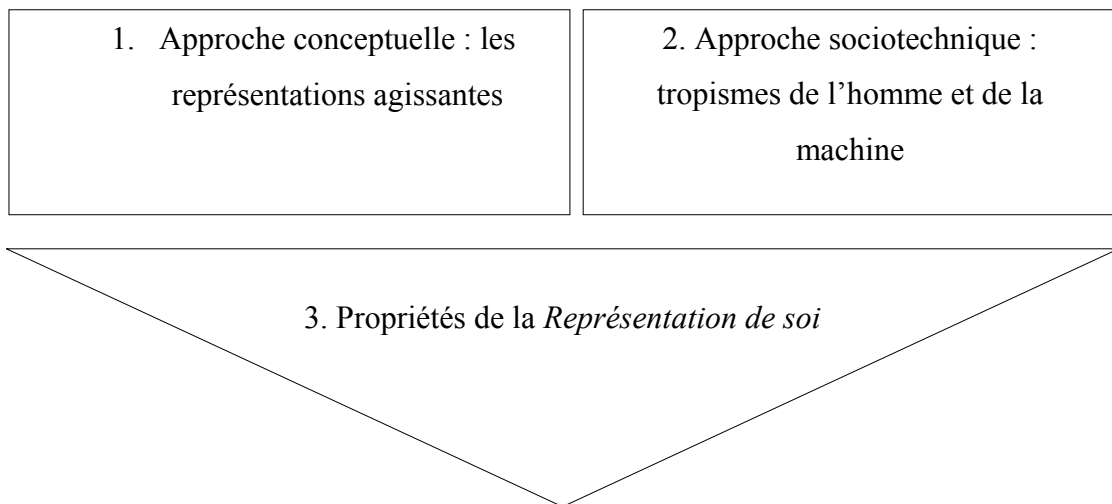 1. Approche conceptuelle : les
représentations agissantes
2. Approche sociotechnique :
tropismes de l’homme et de la
machine
3. Propriétés de la Représentation de soi